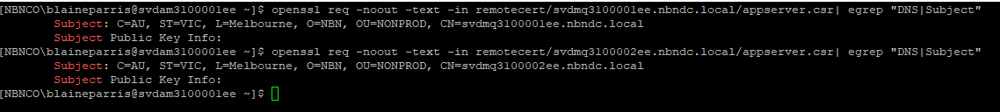 [NBNCO\blaineparris@svdam3100001ee ~]$ openssl req -noout -text -in remotecert/svdmq3100001ee.nbndc.local/appserver.csr| egrep "DNS|Subject"
Subject: C=AU, ST=VIC, L=Melbourne, O=NBN, OU=NONPROD, CN=svdmq3100001ee.nbndc.local
Subject Public Key Info:
[NBNCO\blaineparris@svdam3100001ee ~]$ openssl req -noout -text -in remotecert/svdmq3100002ee.nbndc.local/appserver.csr| egrep "DNS|Subject"
Subject: C=AU, ST=VIC, L=Melbourne, O=NBN, OU=NONPROD, CN=svdmq3100002ee.nbndc.local
Subject Public Key Info:
[NBNCO\blaineparris@svdam3100001ee ~]$